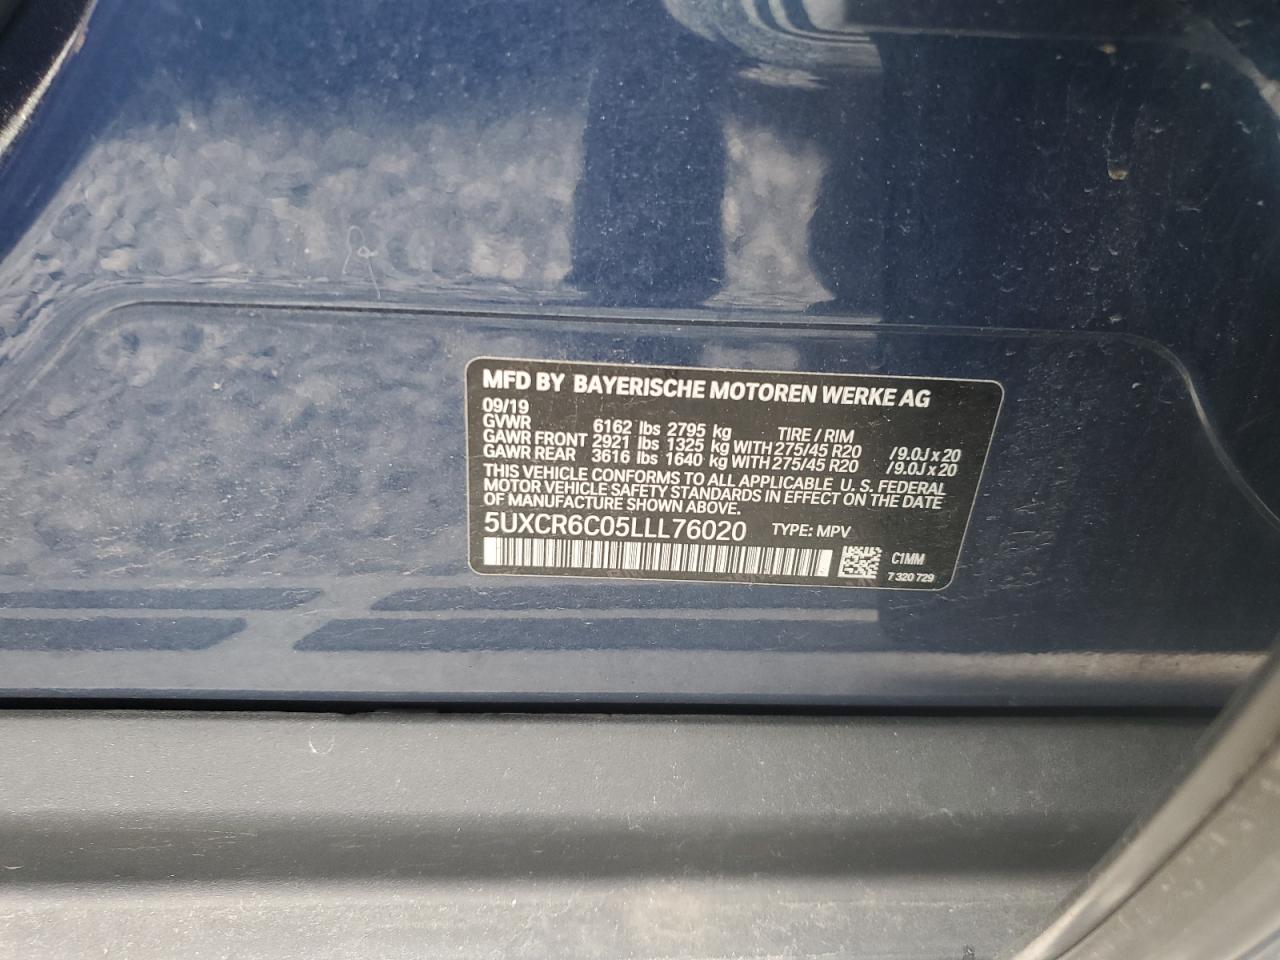 MFD BY BAYERISCHE MOTOREN WERKE AG
09/19
GVWR 6162 lbs 2795 kg TIRE / RIM
GAWR FRONT 2921 lbs 1325 kg WITH 275/45 R20 /9.0J x 20
GAWR REAR 3616 lbs 1640 kg WITH 275/45 R20 /9.0J x 20
THIS VEHICLE CONFORMS TO ALL APPLICABLE U. S. FEDERAL
MOTOR VEHICLE SAFETY STANDARDS IN EFFECT ON THE DATE
OF MANUFACTURE SHOWN ABOVE.
5UXCR6C05LLL76020 TYPE: MPV
C1MM
7 320 729